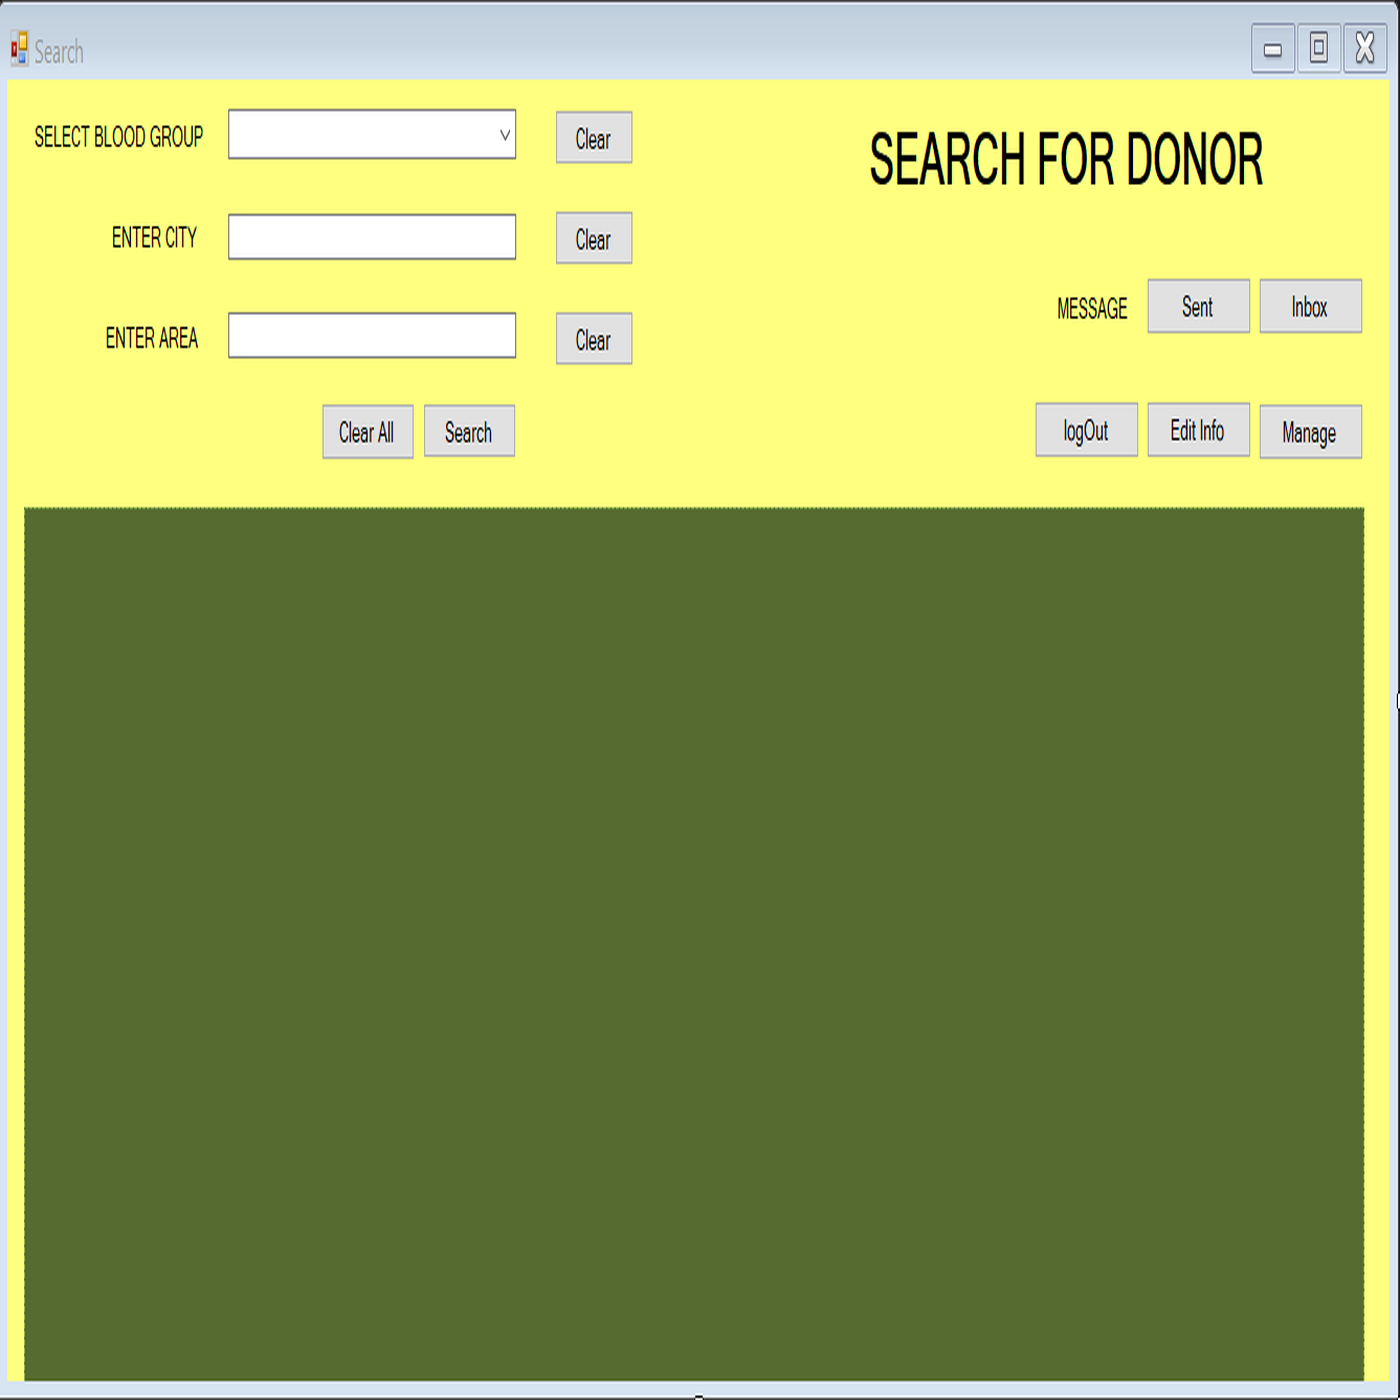 Search
SELECT BLOOD GROUP
Clear
SEARCH FOR DONOR
ENTER CITY
Clear
MESSAGE
Sent
Inbox
ENTER AREA
Clear
Clear All
Search
logOut
Edit Info
Manage